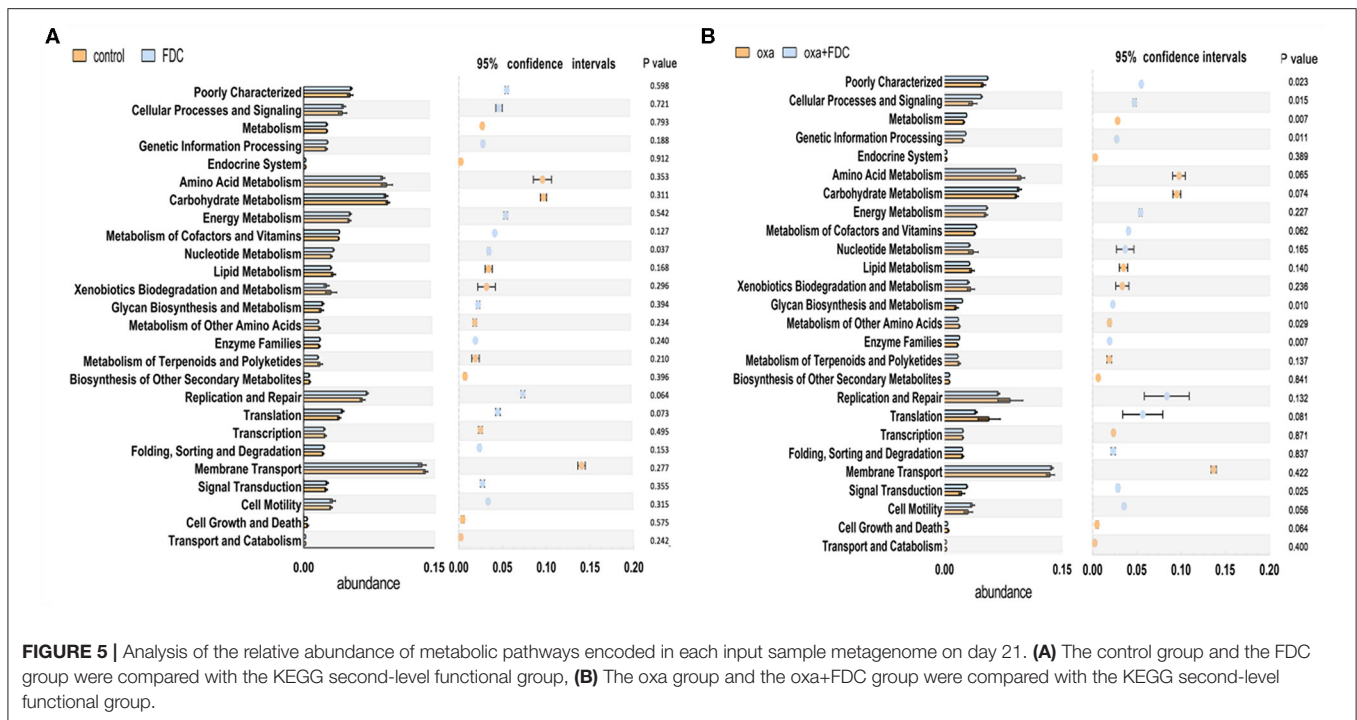 A
control FDC
95% confidence intervals P value
Poorly Characterized 0.598
Cellular Processes and Signaling 0.721
Metabolism 0.793
Genetic Information Processing 0.188
Endocrine System 0.912
Amino Acid Metabolism 0.353
Carbohydrate Metabolism 0.311
Energy Metabolism 0.542
Metabolism of Cofactors and Vitamins 0.127
Nucleotide Metabolism 0.037
Lipid Metabolism 0.168
Xenobiotics Biodegradation and Metabolism 0.296
Glycan Biosynthesis and Metabolism 0.394
Metabolism of Other Amino Acids 0.234
Enzyme Families 0.240
Metabolism of Terpenoids and Polyketides 0.210
Biosynthesis of Other Secondary Metabolites 0.396
Replication and Repair 0.064
Translation 0.073
Transcription 0.495
Folding, Sorting and Degradation 0.153
Membrane Transport 0.277
Signal Transduction 0.355
Cell Motility 0.315
Cell Growth and Death 0.575
Transport and Catabolism 0.242
0.00 0.15 0.00 0.05 0.10 0.15 0.20
abundance
B
oxa oxa+FDC
95% confidence intervals P value
Poorly Characterized 0.023
Cellular Processes and Signaling 0.015
Metabolism 0.007
Genetic Information Processing 0.011
Endocrine System 0.389
Amino Acid Metabolism 0.065
Carbohydrate Metabolism 0.074
Energy Metabolism 0.227
Metabolism of Cofactors and Vitamins 0.062
Nucleotide Metabolism 0.165
Lipid Metabolism 0.140
Xenobiotics Biodegradation and Metabolism 0.236
Glycan Biosynthesis and Metabolism 0.010
Metabolism of Other Amino Acids 0.029
Enzyme Families 0.007
Metabolism of Terpenoids and Polyketides 0.137
Biosynthesis of Other Secondary Metabolites 0.841
Replication and Repair 0.132
Translation 0.081
Transcription 0.871
Folding, Sorting and Degradation 0.837
Membrane Transport 0.422
Signal Transduction 0.025
Cell Motility 0.056
Cell Growth and Death 0.064
Transport and Catabolism 0.400
0.00 0.15 0.00 0.05 0.10 0.15 0.20
abundance
FIGURE 5 | Analysis of the relative abundance of metabolic pathways encoded in each input sample metagenome on day 21. (A) The control group and the FDC
group were compared with the KEGG second-level functional group, (B) The oxa group and the oxa+FDC group were compared with the KEGG second-level
functional group.